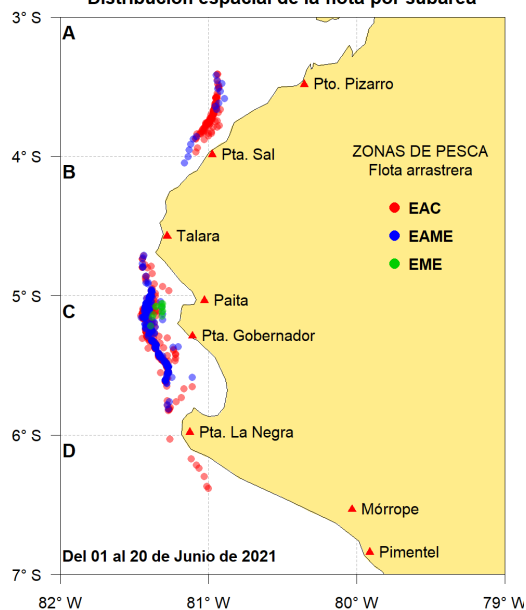 Distribución espacial de la flota por subárea
3° S
A
Pto. Pizarro
ZONAS DE PESCA
Flota arrastrera
EAC
EAME
EME
4° S
Pta. Sal
B
Talara
5° S
Paita
C
Pta. Gobernador
6° S
Pta. La Negra
D
Mórrope
Del 01 al 20 de Junio de 2021
Pimentel
7° S
82° W
81° W
80° W
79° W